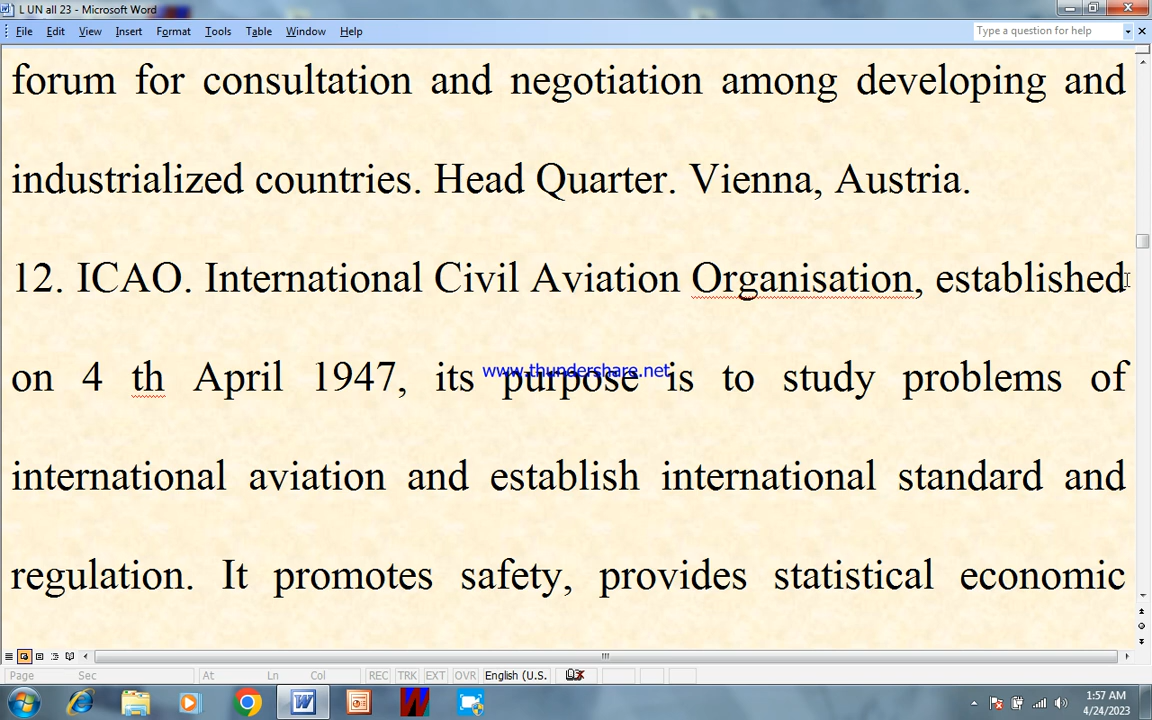 L UN all 23 - Microsoft Word
File Edit View Insert Format Tools Table Window Help
Type a question for help
forum for consultation and negotiation among developing and
industrialized countries. Head Quarter. Vienna, Austria.
12. ICAO. International Civil Aviation Organisation, established
on 4 th April 1947, its purpose is to study problems of
www.thundershare.net
international aviation and establish international standard and
regulation. It promotes safety, provides statistical economic
Page Sec At Ln Col REC TRK EXT OVR English (U.S.
1:57 AM
4/24/2023